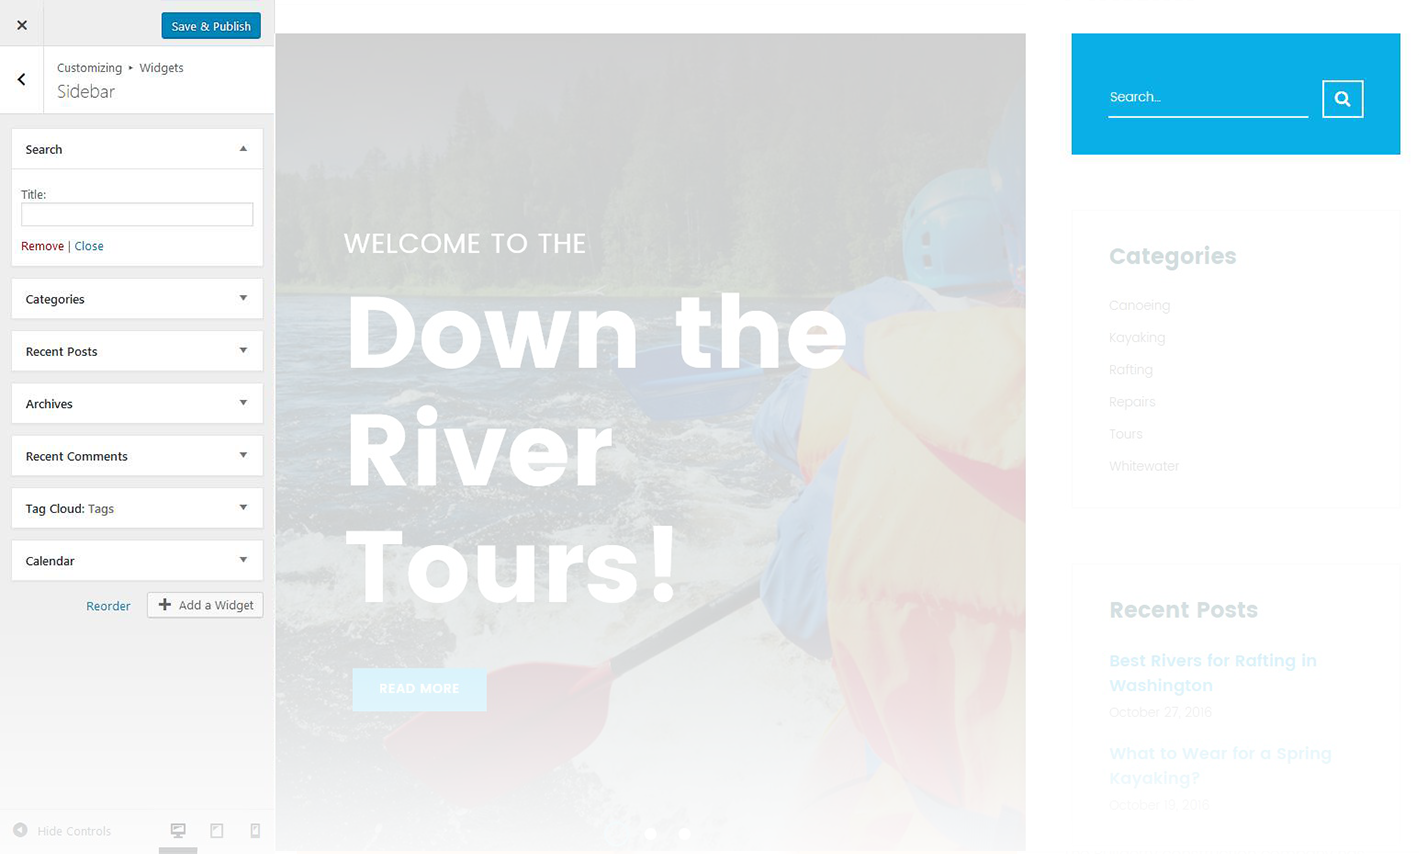 Save & Publish
Customizing ▸ Widgets
Sidebar
Search
Title:
Remove | Close
Categories
Recent Posts
Archives
Recent Comments
Tag Cloud: Tags
Calendar
Reorder
Add a Widget
Hide Controls
WELCOME TO THE
Down the
River
Tours!
READ MORE
Search...
Categories
Canoeing
Kayaking
Rafting
Repairs
Tours
Whitewater
Recent Posts
Best Rivers for Rafting in
Washington
October 27, 2016
What to Wear for a Spring
Kayaking?
October 19, 2016